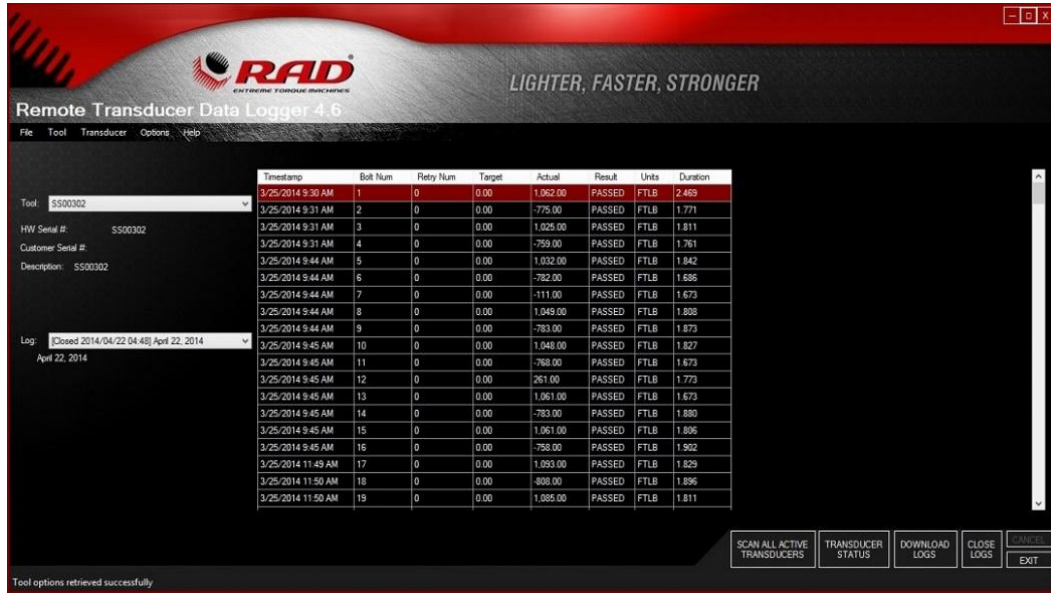 - □ X
RAD®
EXTREME TORQUE MACHINES
LIGHTER, FASTER, STRONGER
Remote Transducer Data Logger 4.6
File Tool Transducer Options Help
Timestamp Bolt Num Retry Num Target Actual Result Units Duration
3/25/2014 9:30 AM 1 0 0.00 1,062.00 PASSED FTLB 2.469
Tool: SS00302
3/25/2014 9:31 AM 2 0 0.00 -775.00 PASSED FTLB 1.771
HW Serial #: SS00302
3/25/2014 9:31 AM 3 0 0.00 1,025.00 PASSED FTLB 1.811
Customer Serial #:
3/25/2014 9:31 AM 4 0 0.00 -759.00 PASSED FTLB 1.761
Description: SS00302
3/25/2014 9:44 AM 5 0 0.00 1,032.00 PASSED FTLB 1.842
3/25/2014 9:44 AM 6 0 0.00 -782.00 PASSED FTLB 1.686
3/25/2014 9:44 AM 7 0 0.00 -111.00 PASSED FTLB 1.673
3/25/2014 9:44 AM 8 0 0.00 1,049.00 PASSED FTLB 1.808
3/25/2014 9:44 AM 9 0 0.00 -783.00 PASSED FTLB 1.873
Log: [Closed 2014/04/22 04:48] April 22, 2014
3/25/2014 9:45 AM 10 0 0.00 1,048.00 PASSED FTLB 1.827
April 22, 2014
3/25/2014 9:45 AM 11 0 0.00 -768.00 PASSED FTLB 1.673
3/25/2014 9:45 AM 12 0 0.00 261.00 PASSED FTLB 1.773
3/25/2014 9:45 AM 13 0 0.00 1,061.00 PASSED FTLB 1.673
3/25/2014 9:45 AM 14 0 0.00 -783.00 PASSED FTLB 1.880
3/25/2014 9:45 AM 15 0 0.00 1,061.00 PASSED FTLB 1.806
3/25/2014 9:45 AM 16 0 0.00 -758.00 PASSED FTLB 1.902
3/25/2014 11:49 AM 17 0 0.00 1,093.00 PASSED FTLB 1.829
3/25/2014 11:50 AM 18 0 0.00 -808.00 PASSED FTLB 1.896
3/25/2014 11:50 AM 19 0 0.00 1,085.00 PASSED FTLB 1.811
SCAN ALL ACTIVE
TRANSDUCERS
TRANSDUCER
STATUS
DOWNLOAD
LOGS
CLOSE
LOGS
CANCEL
EXIT
Tool options retrieved successfully